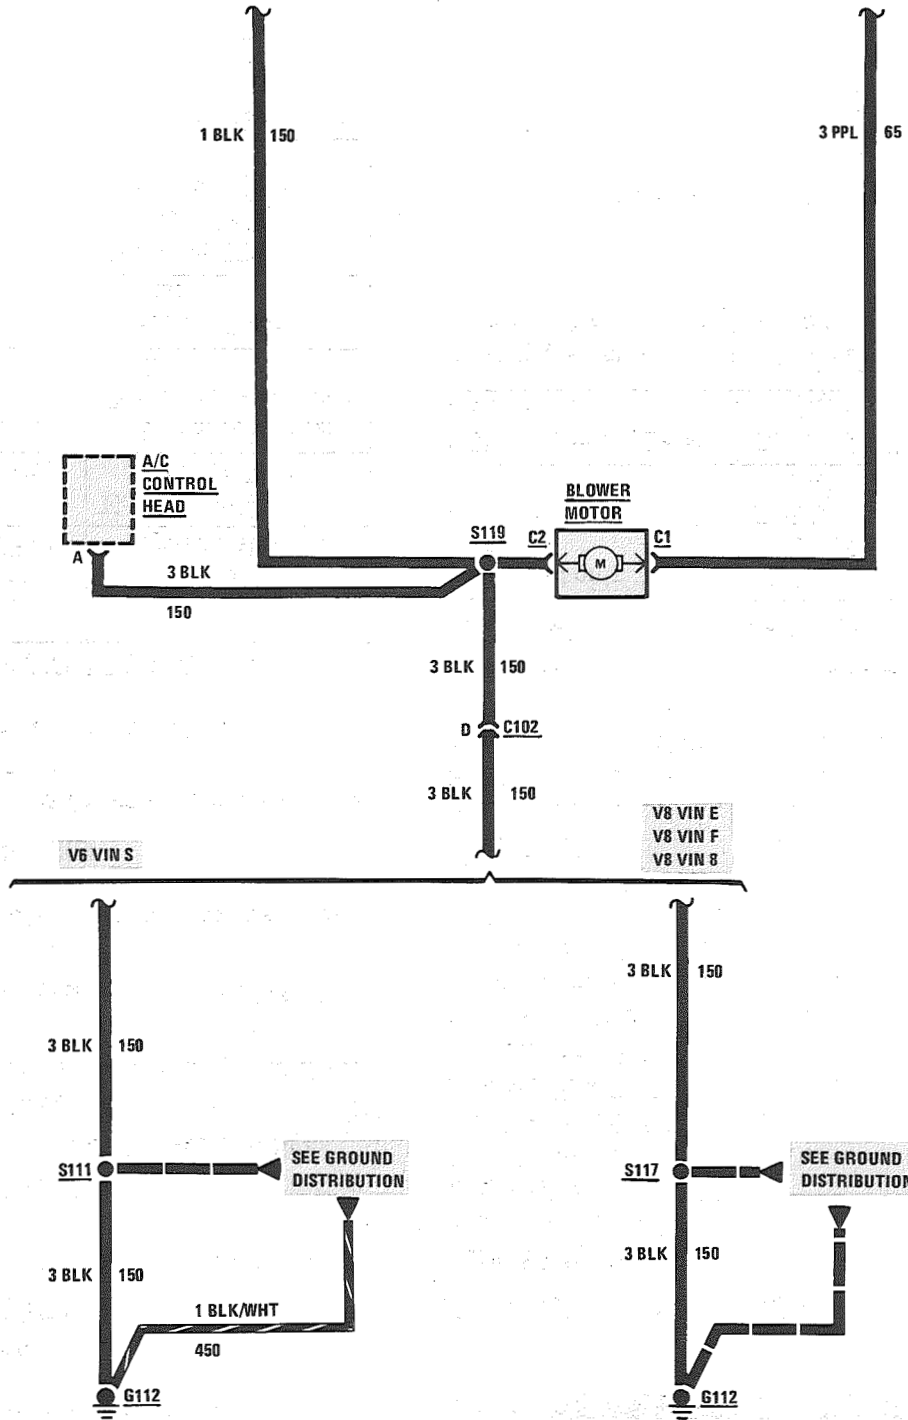 1 BLK 150
3 PPL 65
A/C
CONTROL
HEAD
A
3 BLK
150
S119
C2
BLOWER
MOTOR
M
C1
3 BLK 150
D C102
3 BLK 150
V6 VIN S
V8 VIN E
V8 VIN F
V8 VIN 8
3 BLK 150
3 BLK 150
S111
SEE GROUND
DISTRIBUTION
S117
SEE GROUND
DISTRIBUTION
3 BLK 150
1 BLK/WHT
450
3 BLK 150
G112
G112